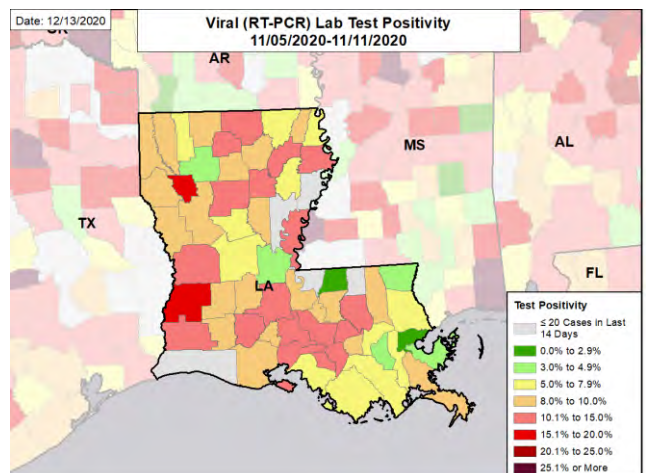 Date: 12/13/2020
Viral (RT-PCR) Lab Test Positivity
11/05/2020-11/11/2020
AR
MS
AL
TX
LA
FL
Test Positivity
≤ 20 Cases in Last
14 Days
0.0% to 2.9%
3.0% to 4.9%
5.0% to 7.9%
8.0% to 10.0%
10.1% to 15.0%
15.1% to 20.0%
20.1% to 25.0%
25.1% or More